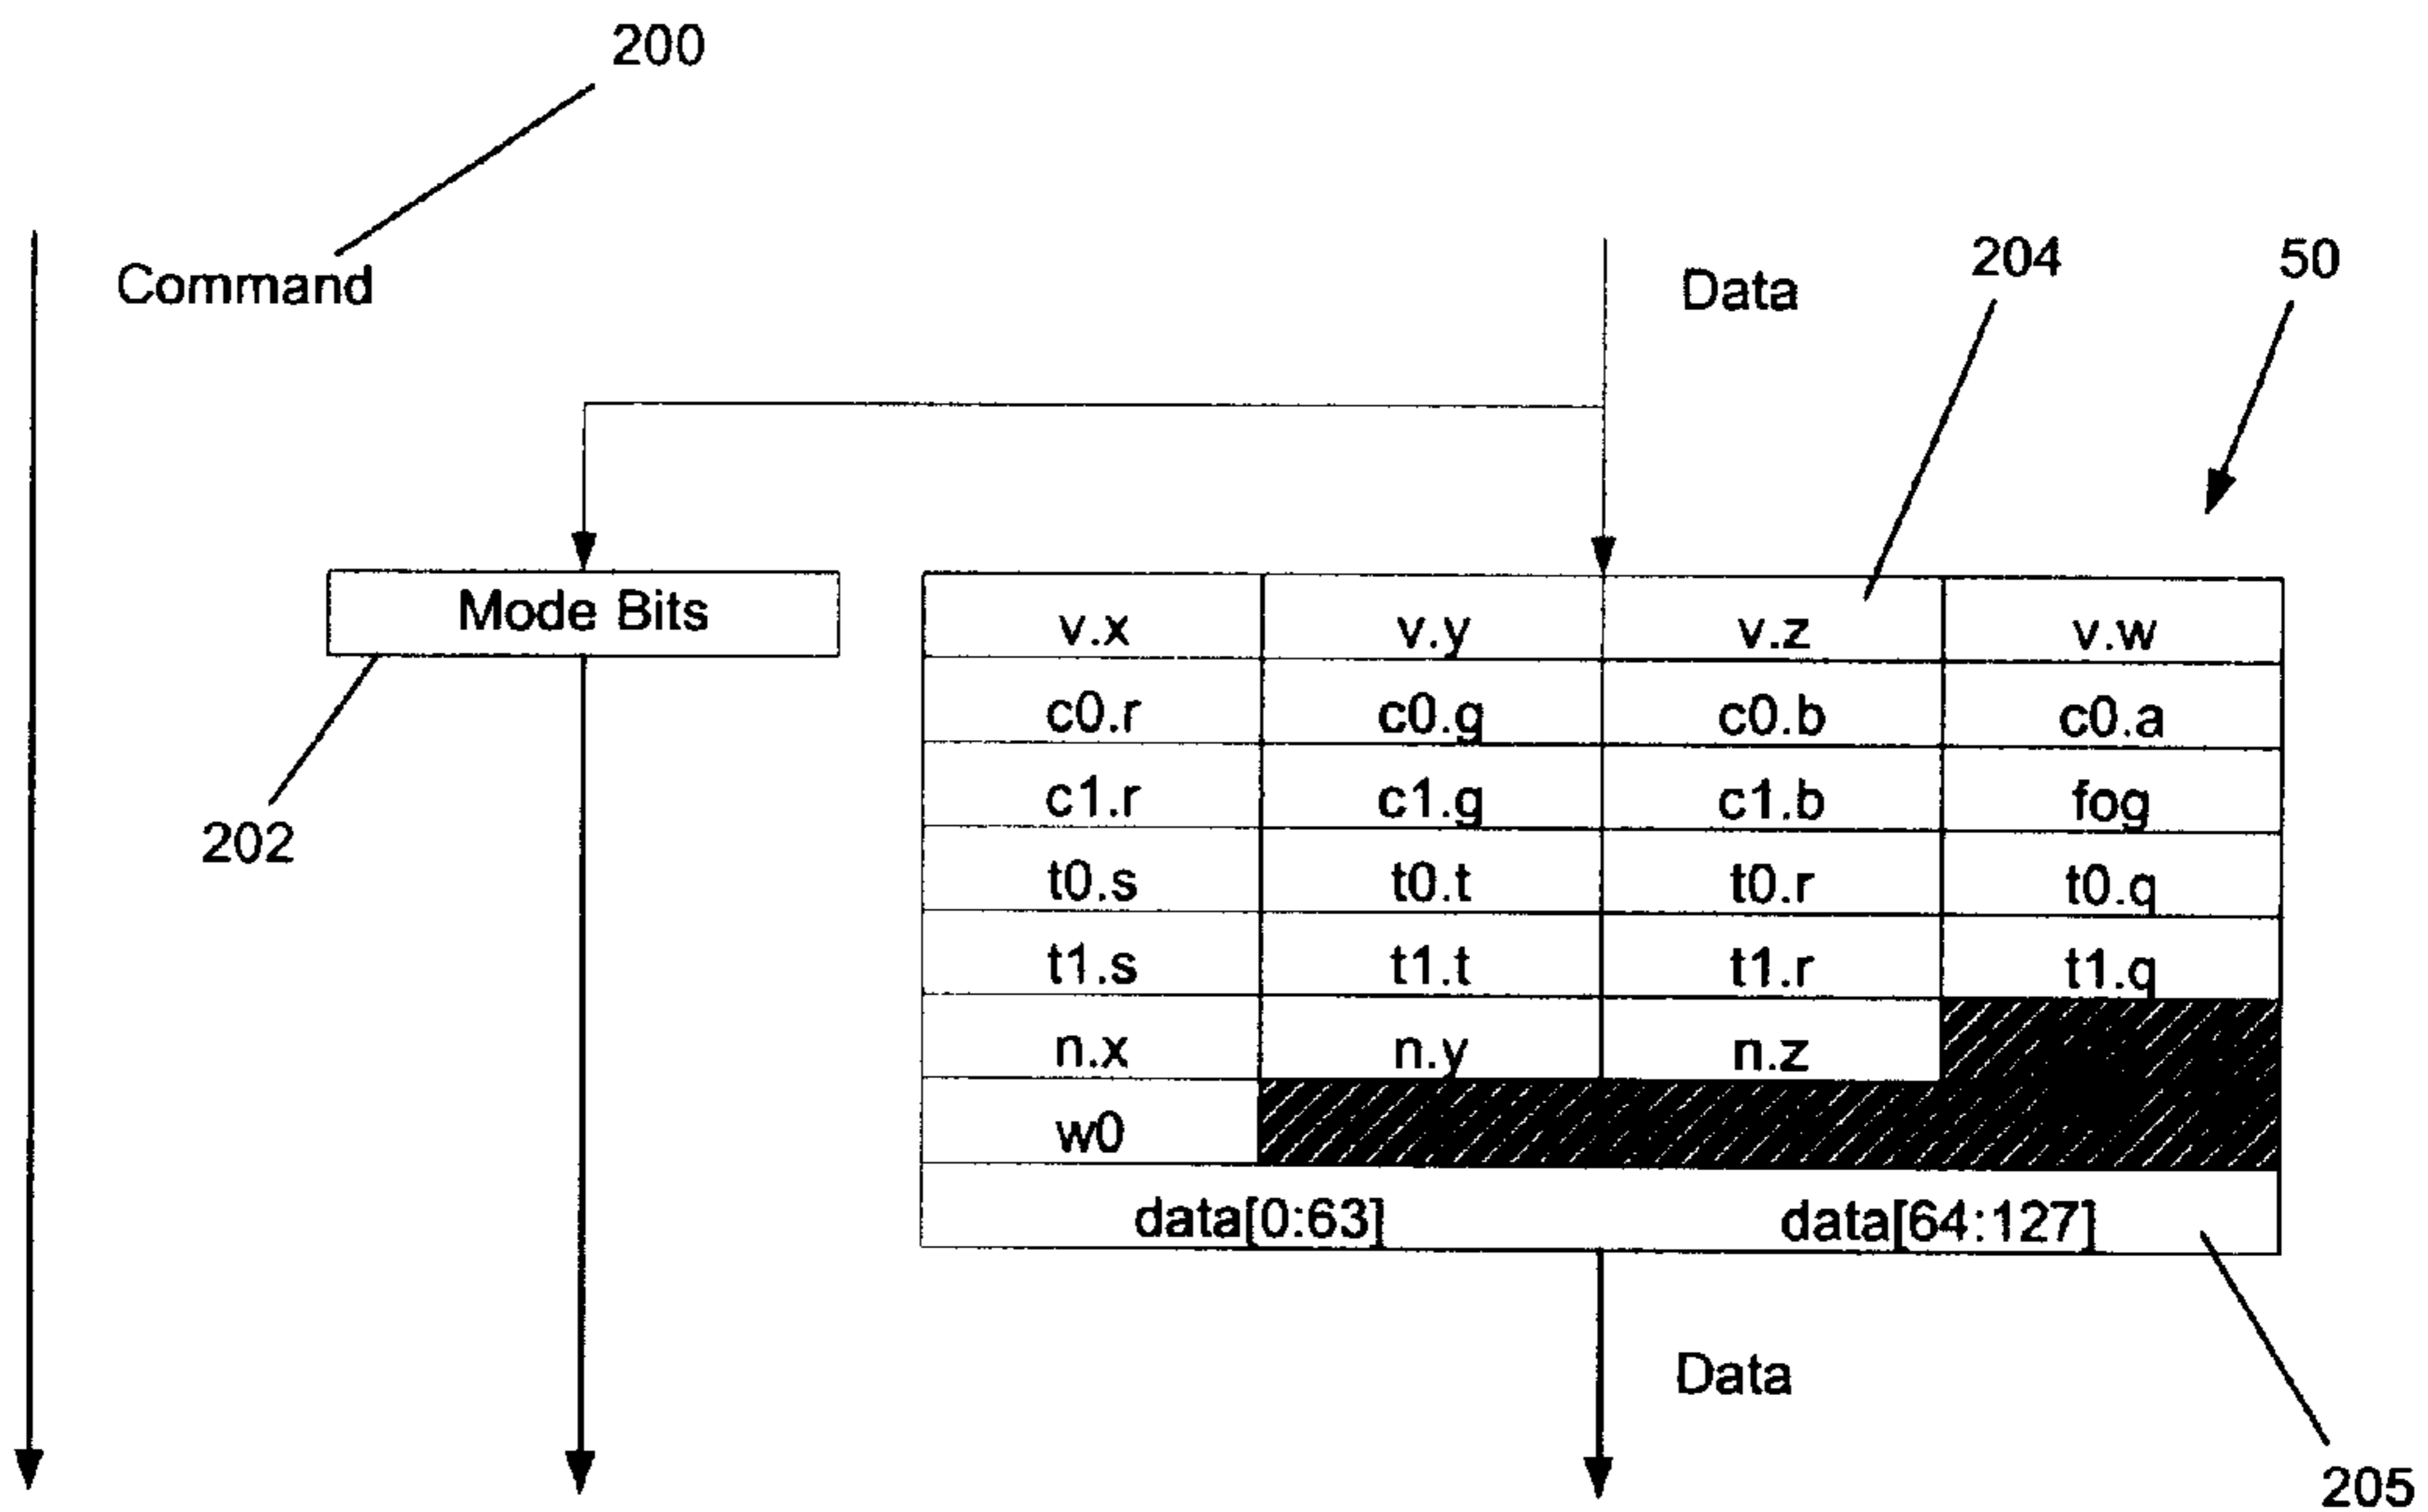 200
Command
Data
204
50
Mode Bits
202
v.x v.y v.z v.w
c0.r c0.g c0.b c0.a
c1.r c1.g c1.b fog
t0.s t0.t t0.r t0.q
t1.s t1.t t1.r t1.q
n.x n.y n.z
w0
data[0:63] data[64:127]
Data
205